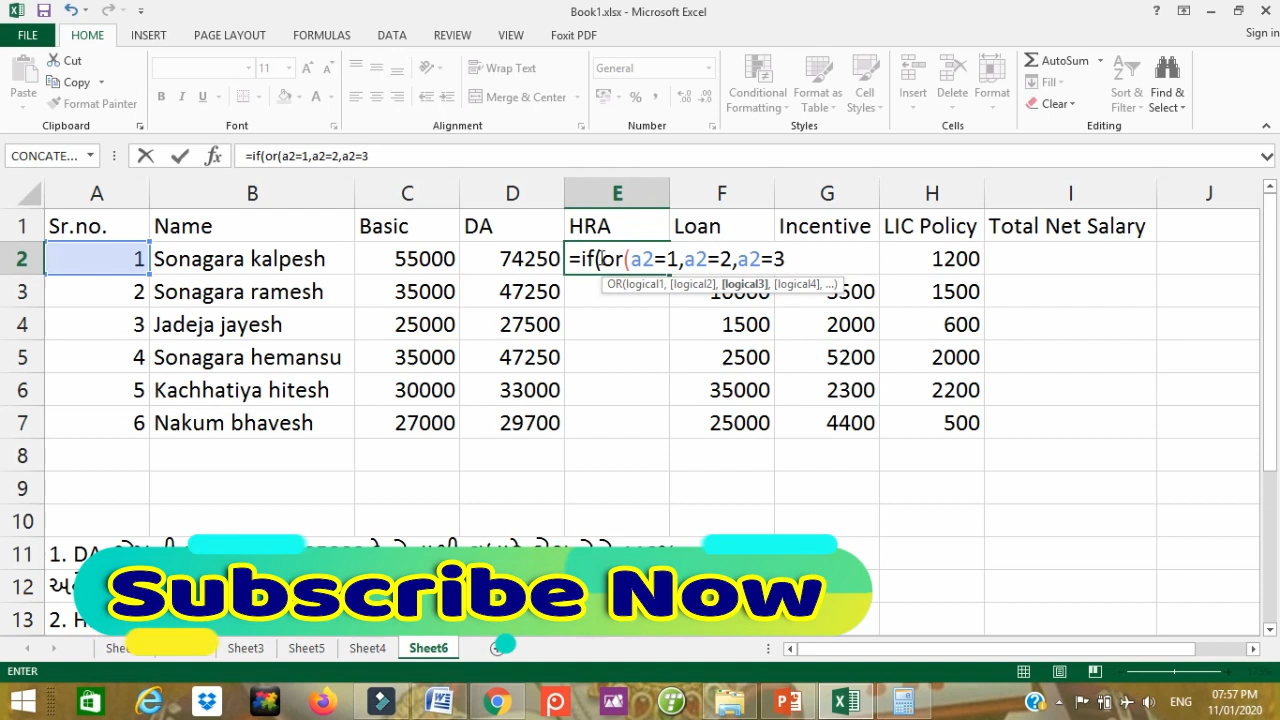 Book1.xlsx - Microsoft Excel
FILE HOME INSERT PAGE LAYOUT FORMULAS DATA REVIEW VIEW Foxit PDF Sign in
Cut
Copy
Format Painter
Paste
Clipboard
11
Font
Wrap Text
Merge & Center
Alignment
General
Number
Conditional Formatting
Format as Table
Cell Styles
Styles
Insert Delete Format
Cells
AutoSum
Fill
Clear
Sort & Filter
Find & Select
Editing
CONCATE... =if(or(a2=1,a2=2,a2=3
A B C D E F G H I J
1 Sr.no. Name Basic DA HRA Loan Incentive LIC Policy Total Net Salary
2 1 Sonagara kalpesh 55000 74250 =if(or(a2=1,a2=2,a2=3 1200
OR(logical1, [logical2], [logical3], [logical4], ...)
3 2 Sonagara ramesh 35000 47250 1500
4 3 Jadeja jayesh 25000 27500 1500 2000 600
5 4 Sonagara hemansu 35000 47250 2500 5200 2000
6 5 Kachhatiya hitesh 30000 33000 35000 2300 2200
7 6 Nakum bhavesh 27000 29700 25000 4400 500
8
9
10
11 1. DA
12
13 2. H
Subscribe Now
Sheet3 Sheet5 Sheet4 Sheet6
ENTER
ENG
07:57 PM
11/01/2020